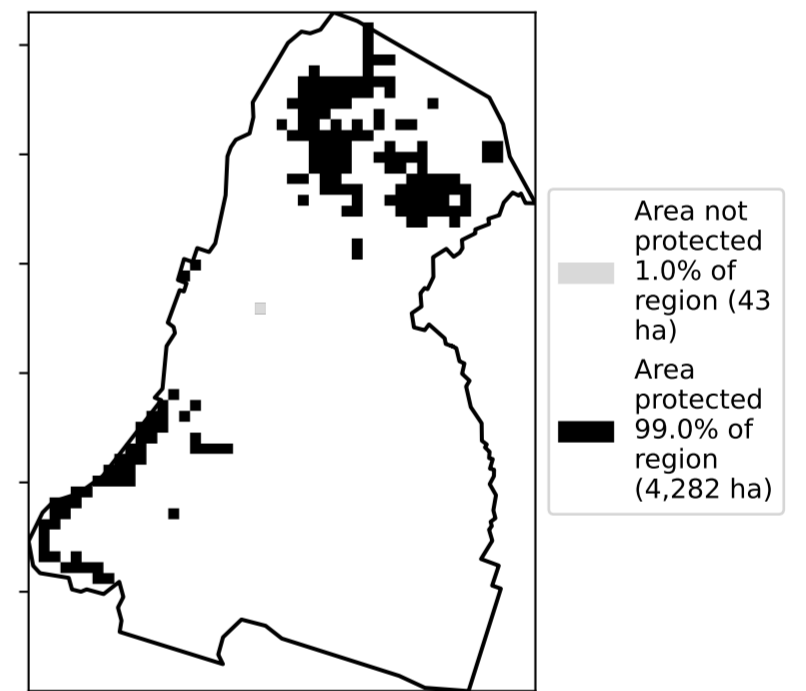 Area not
protected
1.0% of
region (43
ha)
Area
protected
99.0% of
region
(4,282 ha)